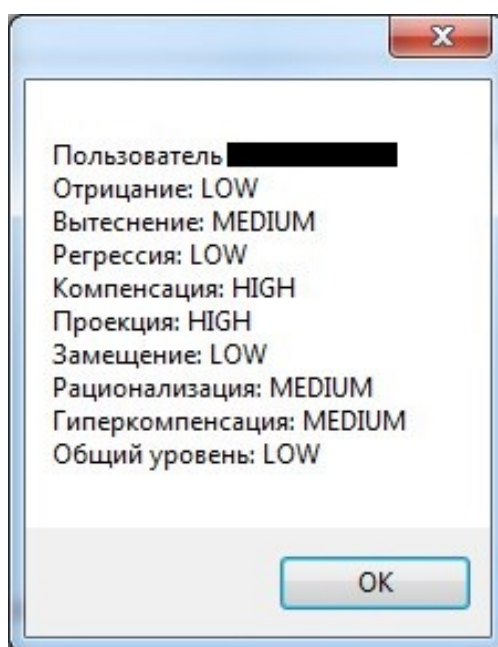 Пользователь
Отрицание: LOW
Вытеснение: MEDIUM
Регрессия: LOW
Компенсация: HIGH
Проекция: HIGH
Замещение: LOW
Рационализация: MEDIUM
Гиперкомпенсация: MEDIUM
Общий уровень: LOW
OK